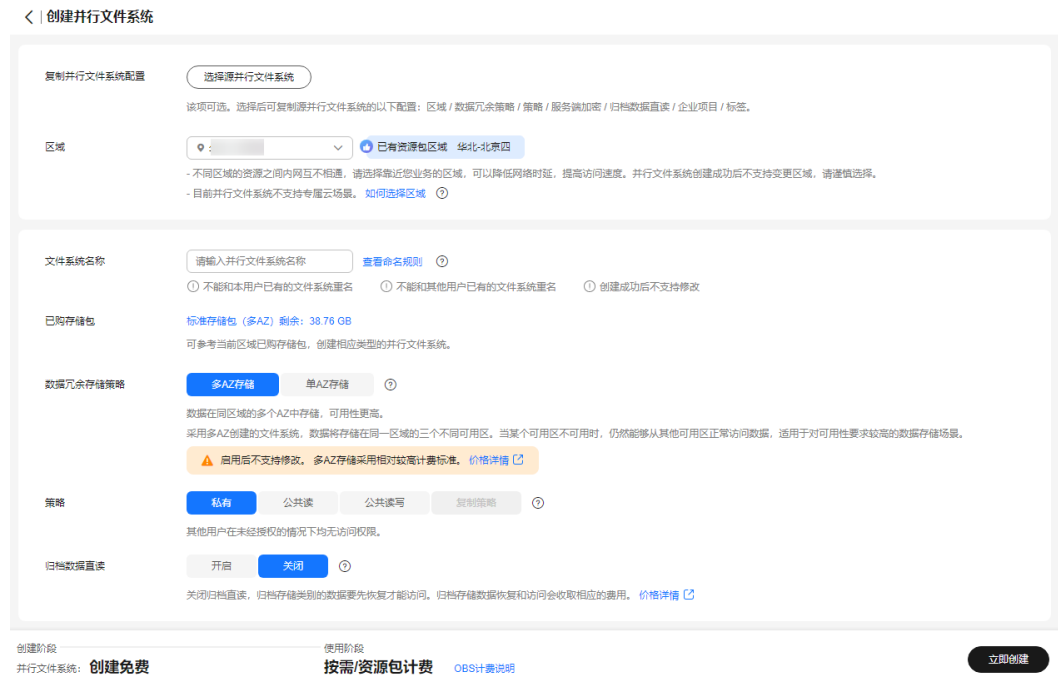 创建并行文件系统
复制并行文件系统配置
选择源并行文件系统
该项可选。选择后可复制源并行文件系统的以下配置：区域 / 数据冗余策略 / 策略 / 服务端加密 / 归档数据直读 / 企业项目 / 标签。
区域
已有资源包区域 华北-北京四
- 不同区域的资源之间内网互不相通，请选择靠近您业务的区域，可以降低网络时延，提高访问速度。并行文件系统创建成功后不支持变更区域，请谨慎选择。
- 目前并行文件系统不支持专属云场景。 如何选择区域
文件系统名称
请输入并行文件系统名称
查看命名规则
不能和本用户已有的文件系统重名 不能和其他用户已有的文件系统重名 创建成功后不支持修改
已购存储包
标准存储包（多AZ）剩余：38.76 GB
可参考当前区域已购存储包，创建相应类型的并行文件系统。
数据冗余存储策略
多AZ存储 单AZ存储
数据在同区域的多个AZ中存储，可用性更高。
采用多AZ创建的文件系统，数据将存储在同一区域的三个不同可用区。当某个可用区不可用时，仍然能够从其他可用区正常访问数据，适用于对可用性要求较高的数据存储场景。
启用后不支持修改。 多AZ存储采用相对较高计费标准。 价格详情
策略
私有 公共读 公共读写 复制策略
其他用户在未经授权的情况下均无访问权限。
归档数据直读
开启 关闭
关闭归档直读，归档存储类别的数据要先恢复才能访问。归档存储数据恢复和访问会收取相应的费用。 价格详情
创建阶段
并行文件系统: 创建免费
使用阶段
按需/资源包计费 OBS计费说明
立即创建